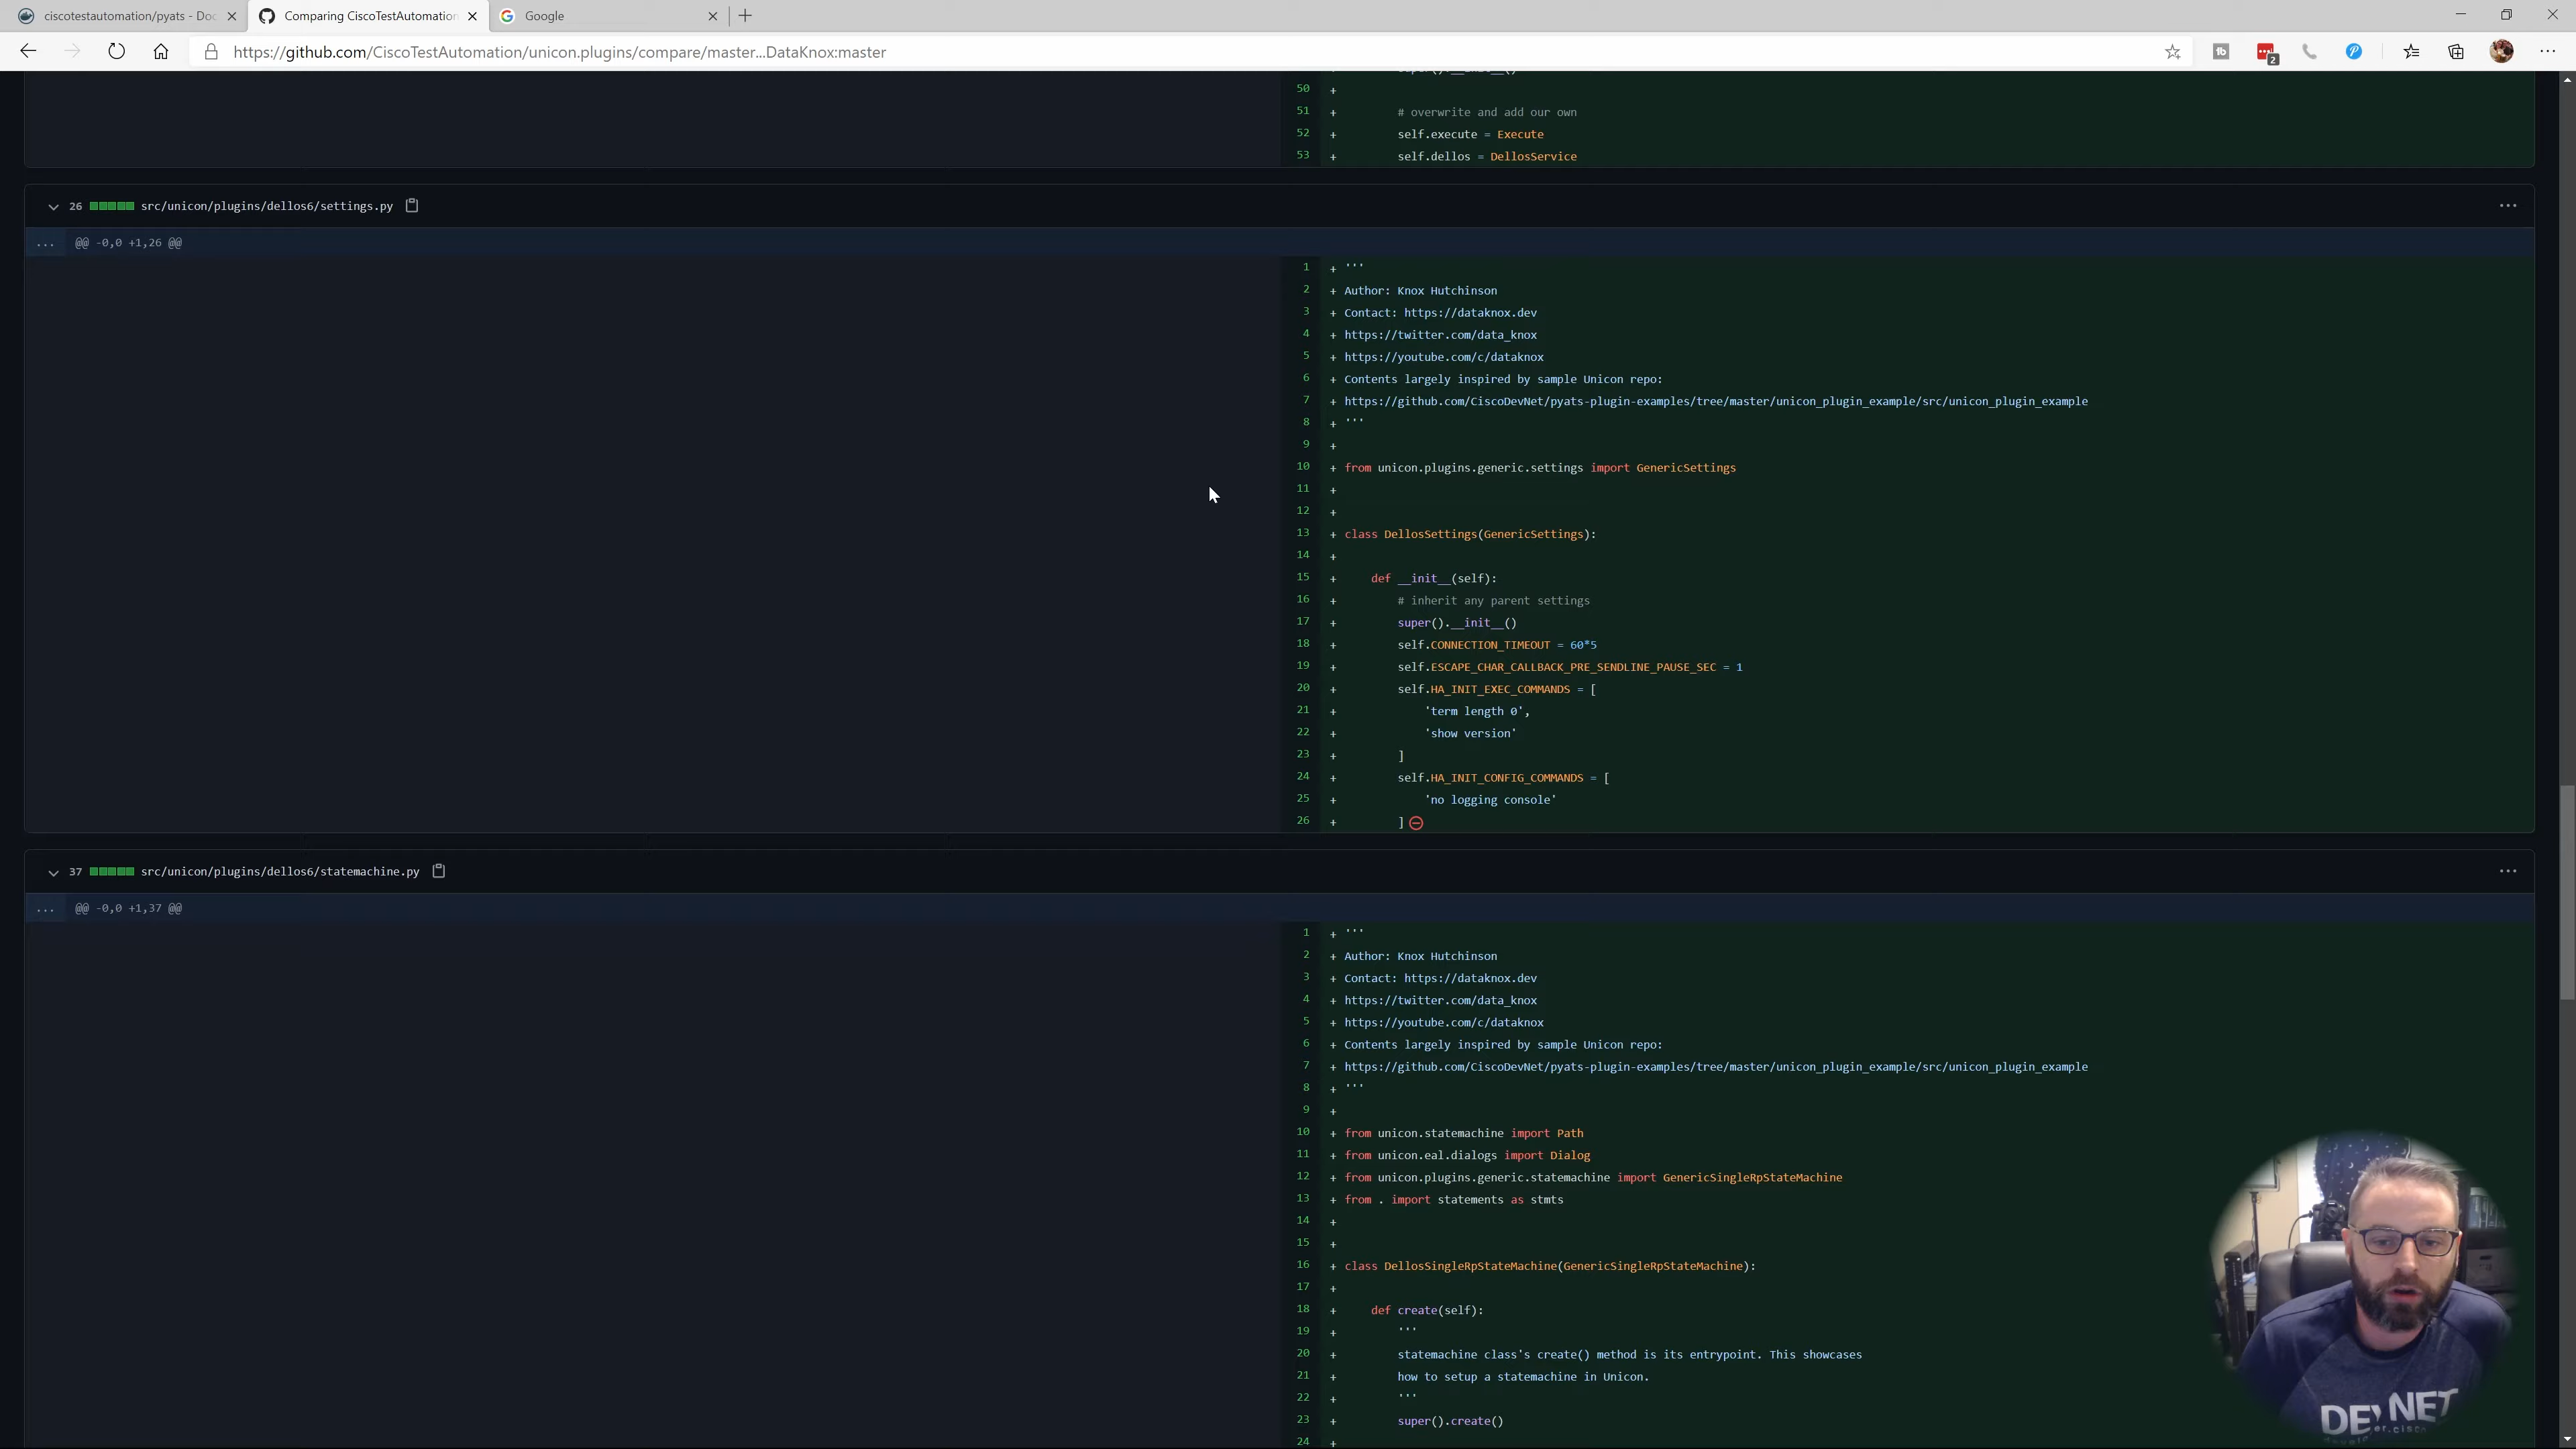 ciscotestautomation/pyats - Doc
Comparing CiscoTestAutomation
Google
https://github.com/CiscoTestAutomation/unicon.plugins/compare/master...DataKnox:master
2
50 +
51 + # overwrite and add our own
52 + self.execute = Execute
53 + self.dellos = DellosService
26 src/unicon/plugins/dellos6/settings.py
... @@ -0,0 +1,26 @@
1 + '''
2 + Author: Knox Hutchinson
3 + Contact: https://dataknox.dev
4 + https://twitter.com/data_knox
5 + https://youtube.com/c/dataknox
6 + Contents largely inspired by sample Unicon repo:
7 + https://github.com/CiscoDevNet/pyats-plugin-examples/tree/master/unicon_plugin_example/src/unicon_plugin_example
8 + '''
9 +
10 + from unicon.plugins.generic.settings import GenericSettings
11 +
12 +
13 + class DellosSettings(GenericSettings):
14 +
15 + def __init__(self):
16 + # inherit any parent settings
17 + super().__init__()
18 + self.CONNECTION_TIMEOUT = 60*5
19 + self.ESCAPE_CHAR_CALLBACK_PRE_SENDLINE_PAUSE_SEC = 1
20 + self.HA_INIT_EXEC_COMMANDS = [
21 + 'term length 0',
22 + 'show version'
23 + ]
24 + self.HA_INIT_CONFIG_COMMANDS = [
25 + 'no logging console'
26 + ]
37 src/unicon/plugins/dellos6/statemachine.py
... @@ -0,0 +1,37 @@
1 + '''
2 + Author: Knox Hutchinson
3 + Contact: https://dataknox.dev
4 + https://twitter.com/data_knox
5 + https://youtube.com/c/dataknox
6 + Contents largely inspired by sample Unicon repo:
7 + https://github.com/CiscoDevNet/pyats-plugin-examples/tree/master/unicon_plugin_example/src/unicon_plugin_example
8 + '''
9 +
10 + from unicon.statemachine import Path
11 + from unicon.eal.dialogs import Dialog
12 + from unicon.plugins.generic.statemachine import GenericSingleRpStateMachine
13 + from . import statements as stmts
14 +
15 +
16 + class DellosSingleRpStateMachine(GenericSingleRpStateMachine):
17 +
18 + def create(self):
19 + '''
20 + statemachine class's create() method is its entrypoint. This showcases
21 + how to setup a statemachine in Unicon.
22 + '''
23 + super().create()
24 +
DEVNET